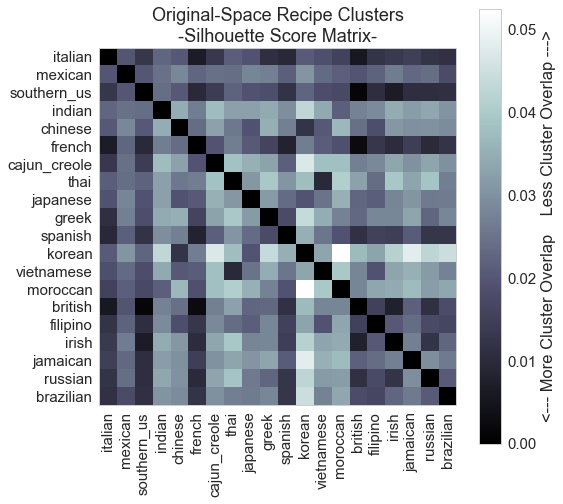 Original-Space Recipe Clusters
-Silhouette Score Matrix-
italian
mexican
southern_us
indian
chinese
french
cajun_creole
thai
japanese
greek
spanish
korean
vietnamese
moroccan
british
filipino
irish
jamaican
russian
brazilian
italian
mexican
southern_us
indian
chinese
french
cajun_creole
thai
japanese
greek
spanish
korean
vietnamese
moroccan
british
filipino
irish
jamaican
russian
brazilian
0.05
0.04
0.03
0.02
0.01
0.00
<--- More Cluster Overlap    Less Cluster Overlap --->